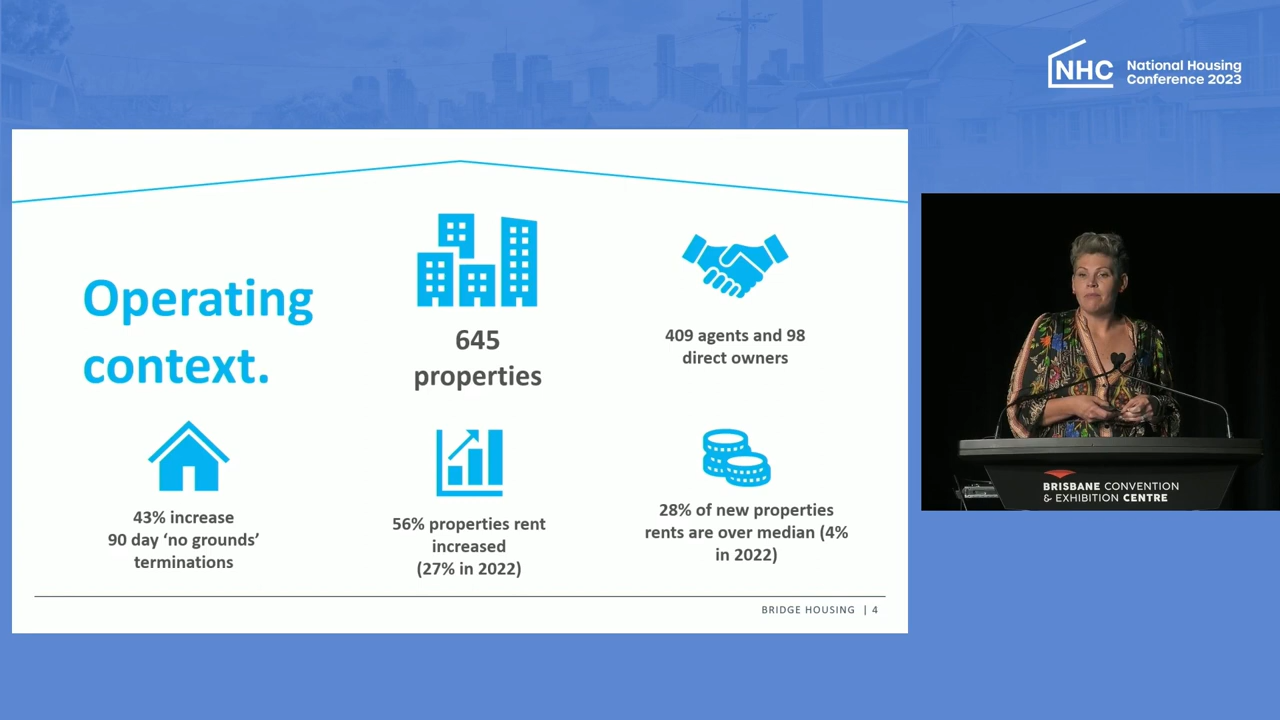 NHC
National Housing
Conference 2023
Operating
context.
645
properties
409 agents and 98
direct owners
43% increase
90 day ‘no grounds’
terminations
56% properties rent
increased
(27% in 2022)
28% of new properties
rents are over median (4%
in 2022)
BRIDGE HOUSING | 4
BRISBANE CONVENTION
& EXHIBITION CENTRE